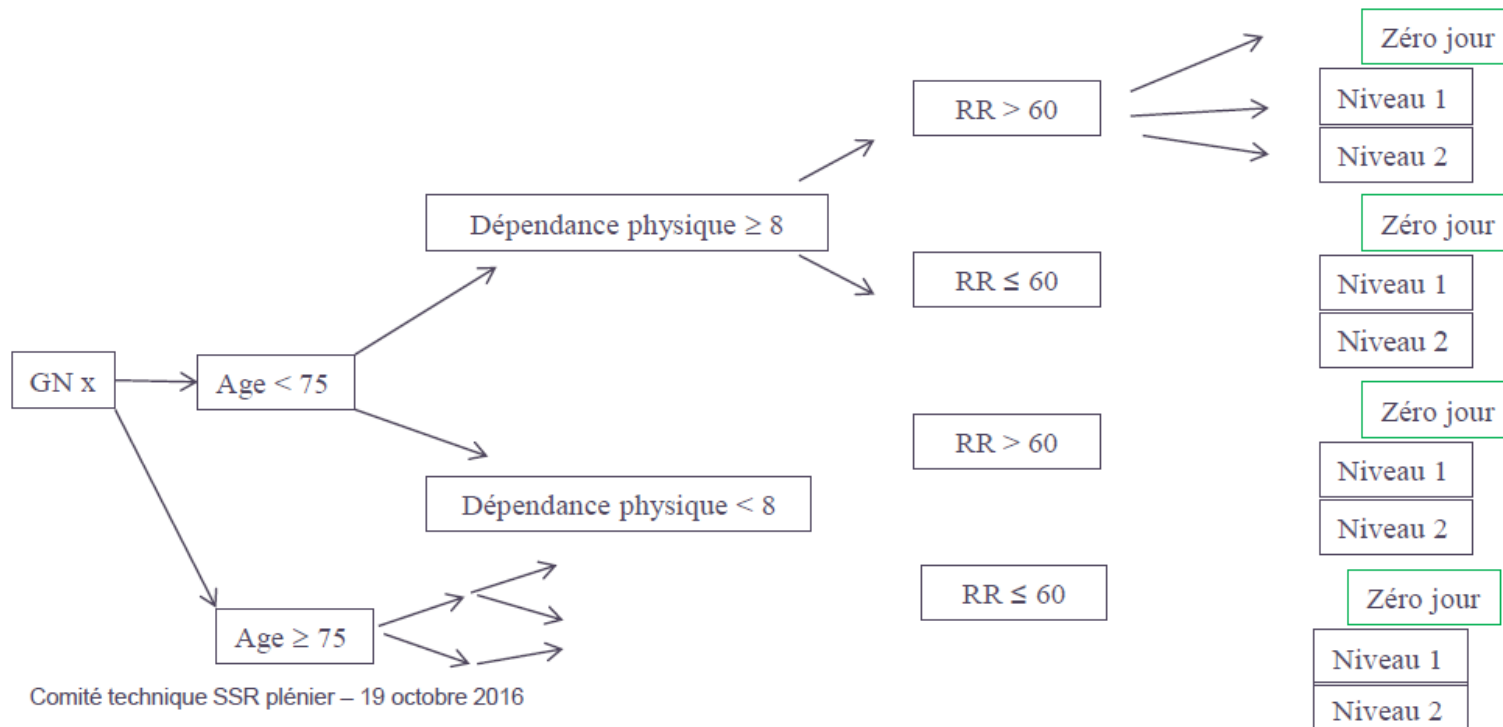 Zéro jour
RR > 60
Niveau 1
Niveau 2
Dépendance physique ≥ 8
Zéro jour
RR ≤ 60
Niveau 1
Niveau 2
GN x
Age < 75
Zéro jour
RR > 60
Niveau 1
Dépendance physique < 8
Niveau 2
RR ≤ 60
Zéro jour
Age ≥ 75
Niveau 1
Comité technique SSR plénier – 19 octobre 2016
Niveau 2